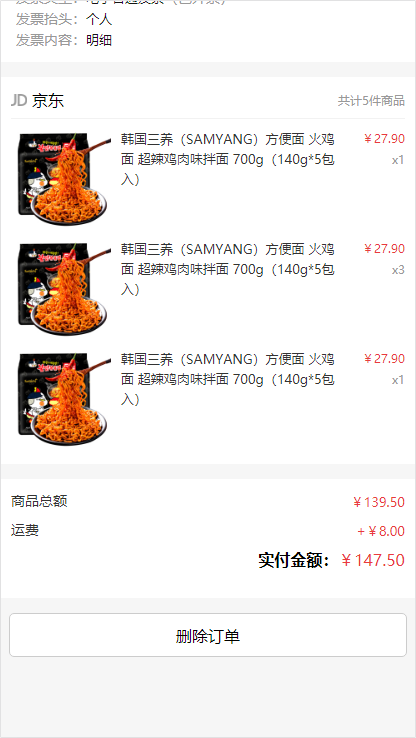 发票抬头：个人
发票内容：明细
JD 京东
共计5件商品
韩国三养（SAMYANG）方便面 火鸡
面 超辣鸡肉味拌面 700g（140g*5包
入）
￥27.90
x1
韩国三养（SAMYANG）方便面 火鸡
面 超辣鸡肉味拌面 700g（140g*5包
入）
￥27.90
x3
韩国三养（SAMYANG）方便面 火鸡
面 超辣鸡肉味拌面 700g（140g*5包
入）
￥27.90
x1
商品总额
￥139.50
运费
+￥8.00
实付金额：￥147.50
删除订单